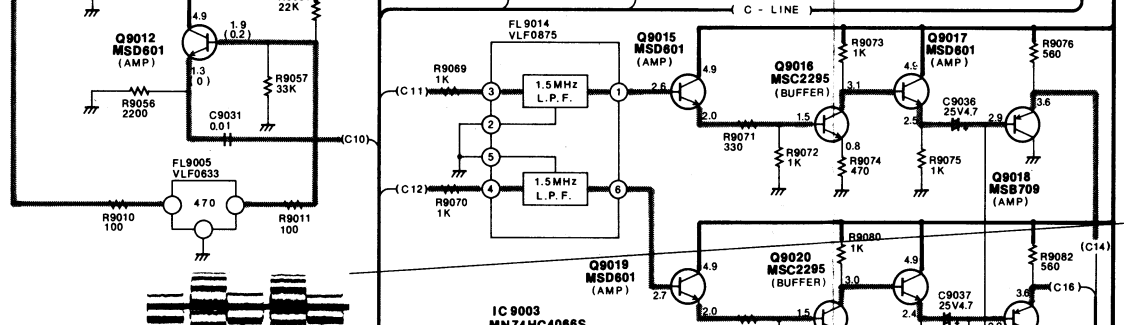 C - LINE
4.9
22K
1.9
(0.2)
Q9012
MSD601
(AMP)
1.3
0)
R9057
33K
R9056
2200
C9031
0.01
(C10)
FL9005
VLF0633
470
R9010
100
R9011
100
FL9014
VLF0875
R9069
1K
(C11)
3
1.5MHz
L.P.F.
1
2
5
(C12)
4
1.5MHz
L.P.F.
6
R9070
1K
Q9015
MSD601
(AMP)
2.6
4.9
2.0
R9071
330
R9072
1K
Q9016
MSC2295
(BUFFER)
1.5
R9073
1K
3.1
0.8
R9074
470
Q9017
MSD601
(AMP)
4.9
2.5
C9036
25V4.7
R9075
1K
2.9
R9076
560
3.6
Q9018
MSB709
(AMP)
(C14)
Q9019
MSD601
(AMP)
2.7
4.9
2.0
R9080
1K
Q9020
MSC2295
(BUFFER)
1.5
3.0
4.9
2.4
C9037
25V4.7
R9082
560
3.6
(C16)
IC9003
MN74HC4066S